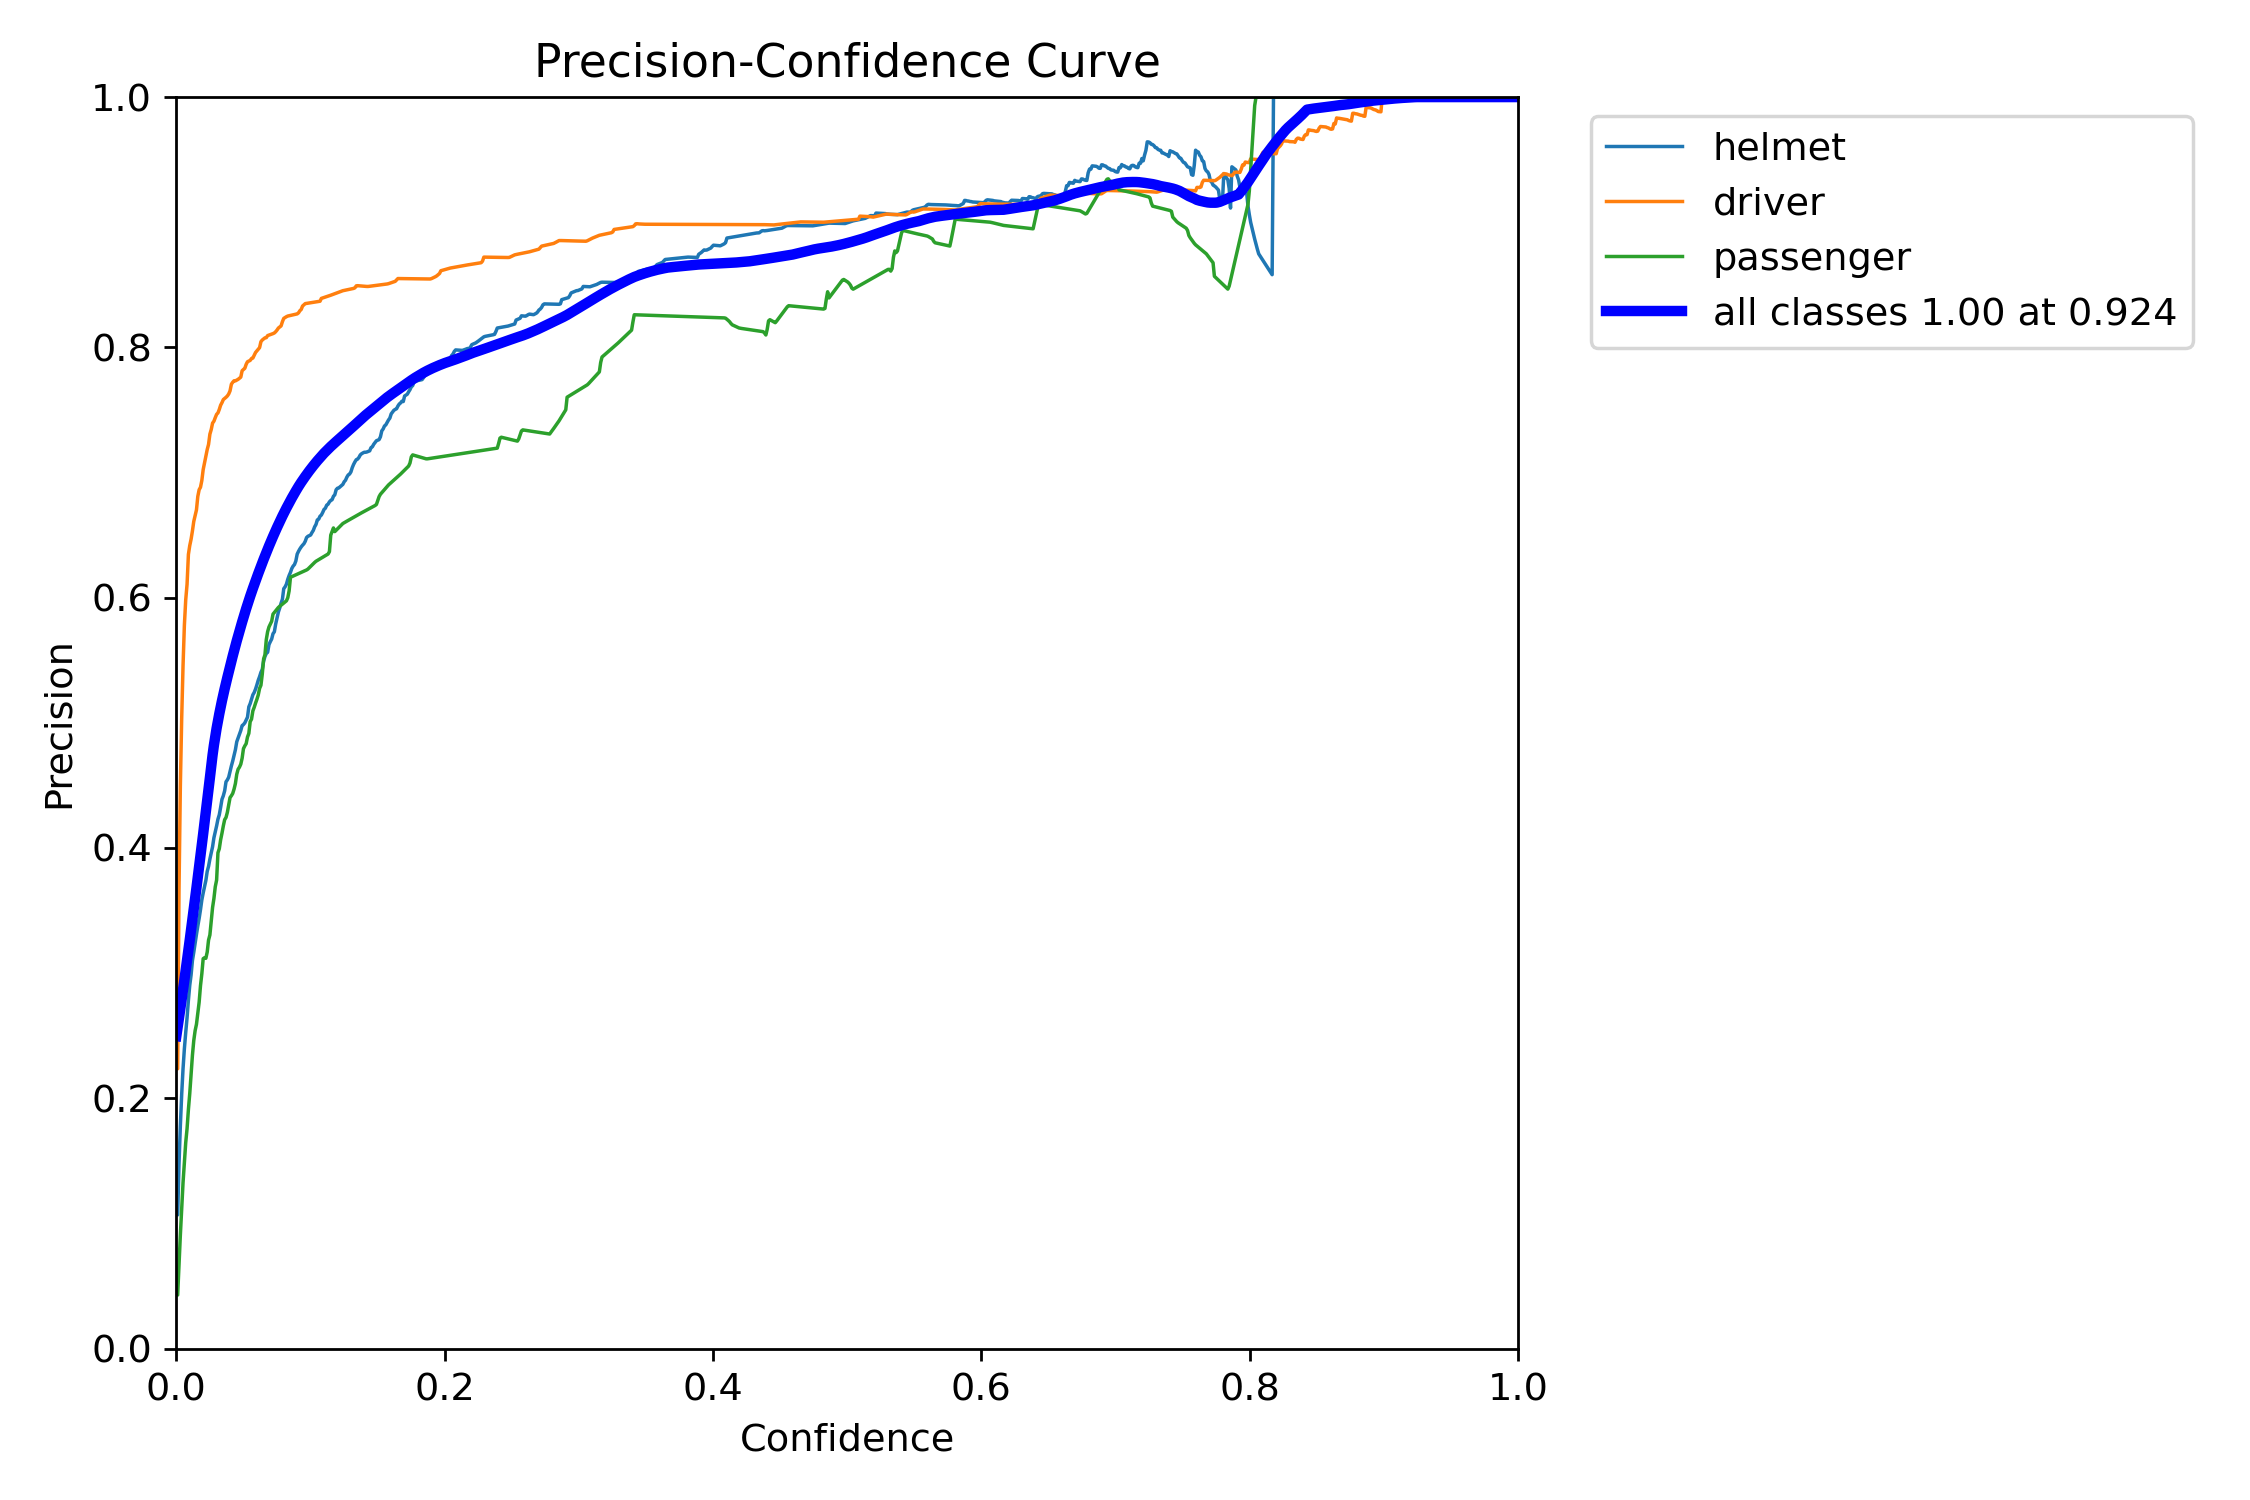 Precision-Confidence Curve
1.0
0.8
0.6
0.4
0.2
0.0
Precision
0.0 0.2 0.4 0.6 0.8 1.0
Confidence
helmet
driver
passenger
all classes 1.00 at 0.924